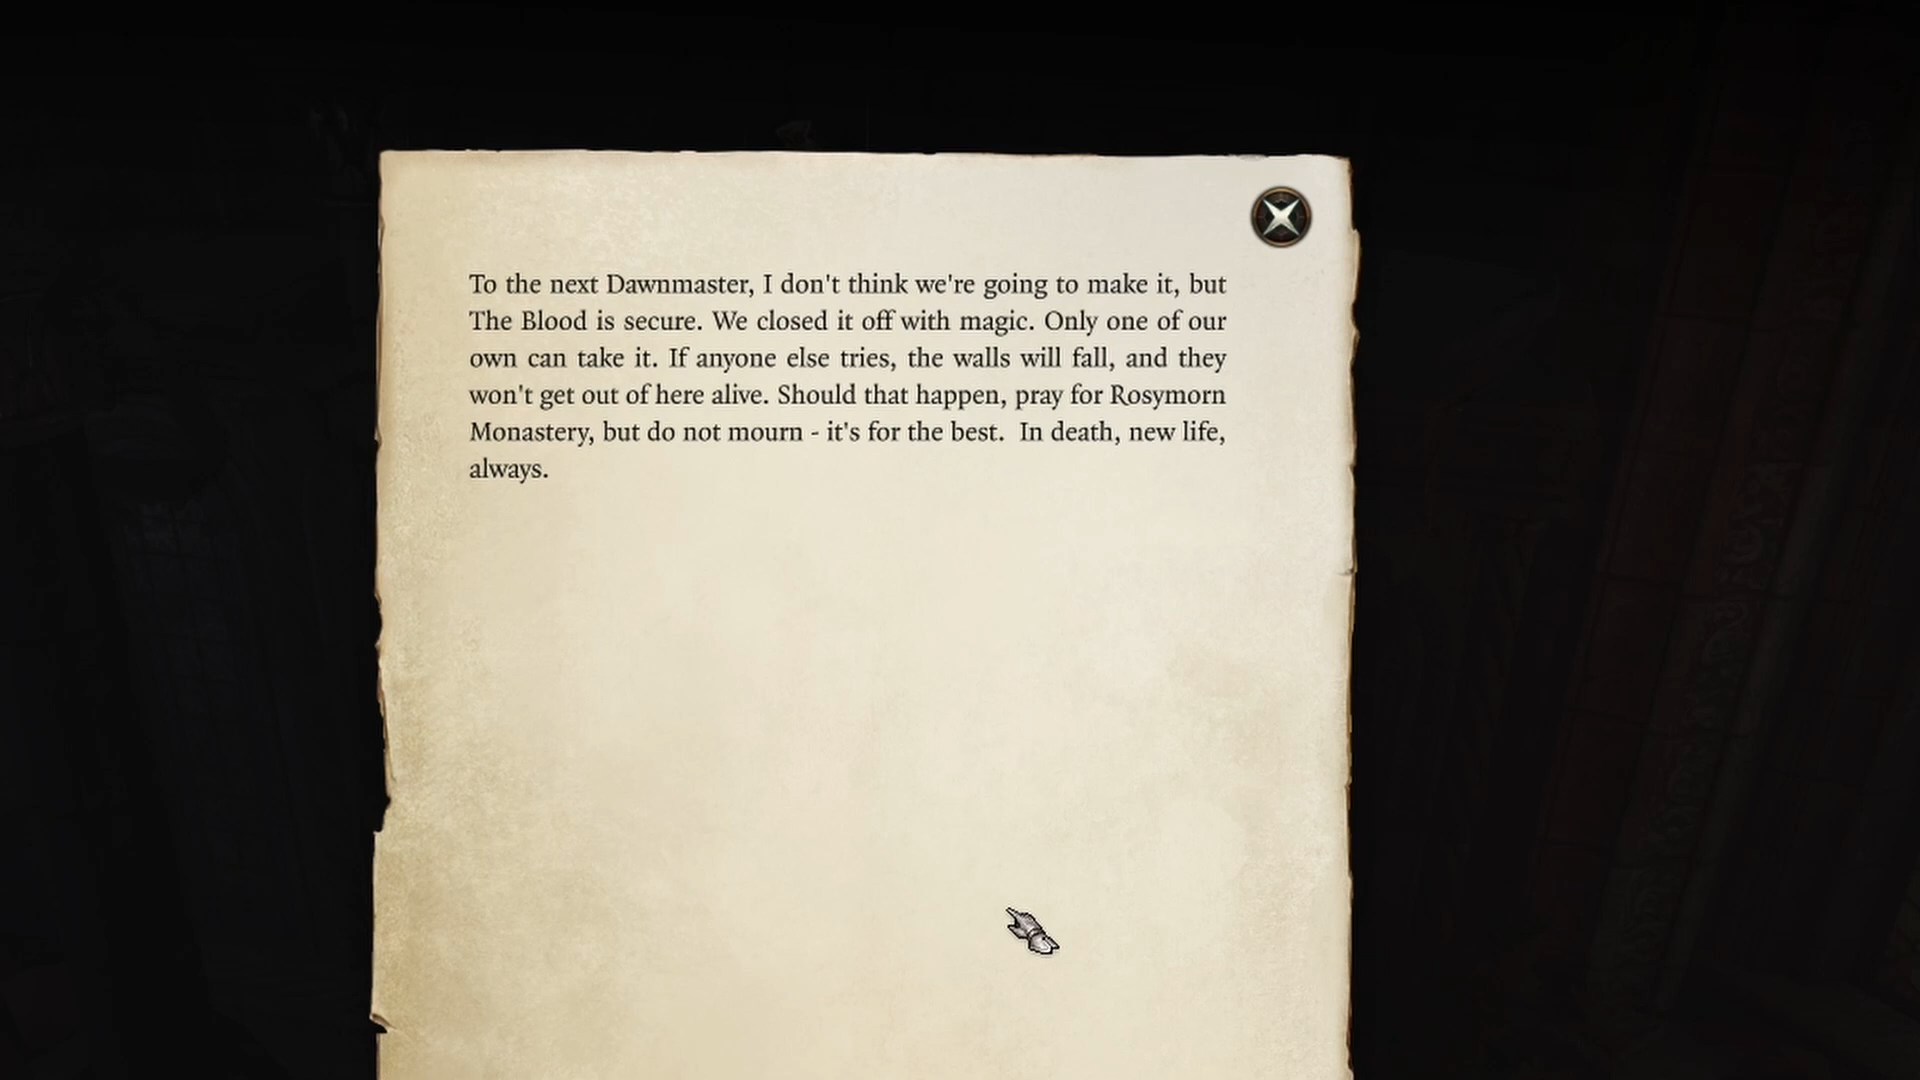 To the next Dawnmaster, I don't think we're going to make it, but
The Blood is secure. We closed it off with magic. Only one of our
own can take it. If anyone else tries, the walls will fall, and they
won't get out of here alive. Should that happen, pray for Rosymorn
Monastery, but do not mourn - it's for the best.  In death, new life,
always.